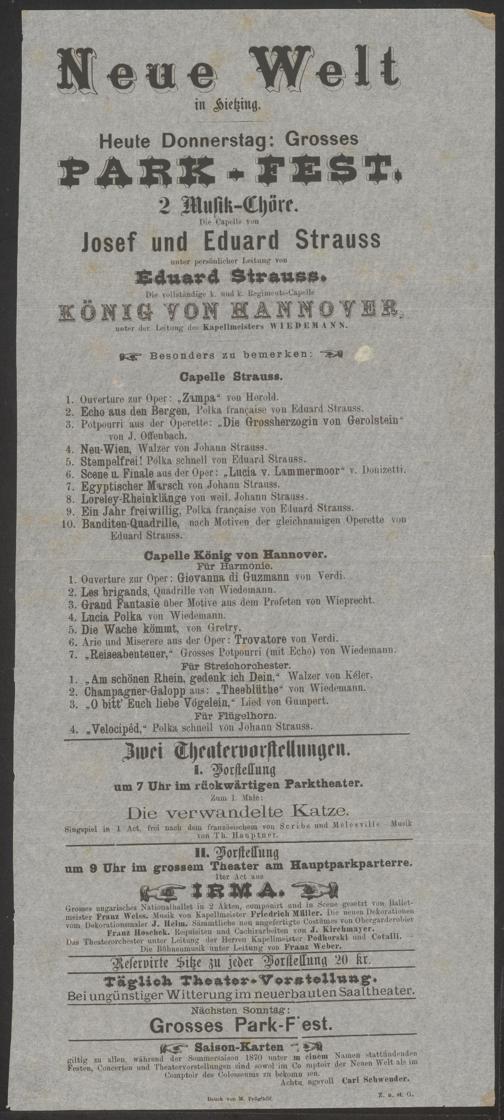 Neue Welt
in Hietzing.
Heute Donnerstag: Grosses
PARK-FEST.
2 Musik-Chöre.
Die Capelle von
Josef und Eduard Strauss
unter persönlicher Leitung von
Eduard Strauss.
Die vollständige k. und k. Regiments-Capelle
KÖNIG VON HANNOVER,
unter der Leitung des Kapellmeisters WIEDEMANN.
Besonders zu bemerken:
Capelle Strauss.
1. Ouverture zur Oper: „Zampa“ von Herold.
2. Echo aus den Bergen, Polka française von Eduard Strauss.
3. Potpourri aus der Operette: „Die Grossherzogin von Gerolstein“
von J. Offenbach.
4. Neu-Wien, Walzer von Johann Strauss.
5. Stempelfrei! Polka schnell von Eduard Strauss.
6. Scene u. Finale aus der Oper: „Lucia v. Lammermoor“ v. Donizetti.
7. Egyptischer Marsch von Johann Strauss.
8. Loreley-Rheinklänge von weil. Johann Strauss.
9. Ein Jahr freiwillig, Polka française von Eduard Strauss.
10. Banditen-Quadrille, nach Motiven der gleichnamigen Operette von
Eduard Strauss.
Capelle König von Hannover.
Für Harmonie.
1. Ouverture zur Oper: Giovanna di Guzmann von Verdi.
2. Les brigands, Quadrille von Wiedemann.
3. Grand Fantasie über Motive aus dem Profeten von Wieprecht.
4. Lucia Polka von Wiedemann.
5. Die Wache kömmt, von Gretry.
6. Arie und Miserere aus der Oper: Trovatore von Verdi.
7. „Reiseabenteuer,“ Grosses Potpourri (mit Echo) von Wiedemann.
Für Streichorchester.
1. „Am schönen Rhein, gedenk ich Dein,“ Walzer von Kéler.
2. Champagner-Galopp aus: „Theeblüthe“ von Wiedemann.
3. „O bitt' Euch liebe Vögelein,“ Lied von Gumpert.
Für Flügelhorn.
4. „Velocipéd,“ Polka schnell von Johann Strauss.
Zwei Theatervorstellungen.
I. Vorstellung
um 7 Uhr im rückwärtigen Parktheater.
Zum 1. Male:
Die verwandelte Katze.
Singspiel in 1 Act, frei nach dem französischem von Scribe und Mélesville Musik
von Th. Hauptner.
II. Vorstellung
um 9 Uhr im grossem Theater am Hauptparkparterre.
1ter Act aus
IRMA.
Grosses ungarisches Nationalballet in 2 Akten, componirt und in Scene gesetzt von Ballet-
meister Franz Weiss. Musik von Kapellmeister Friedrich Müller. Die neuen Dekorationen
vom Dekorationsmaler J. Heim. Sämmtliche neu angefertigte Costumes von Obergarderobier
Franz Hoschek. Requisiten und Cachirarbeiten von J. Kirchmayer.
Das Theaterorchester unter Leitung der Herren Kapellmeister Podhorski und Cotalli.
Die Bühnenmusik unter Leitung von Franz Weber.
Reservirte Sitze zu jeder Vorstellung 20 kr.
Täglich Theater-Vorstellung.
Bei ungünstiger Witterung im neuerbauten Saaltheater.
Nächsten Sonntag:
Grosses Park-Fest.
Saison-Karten
giltig zu allen, während der Sommersaison 1870 unter m einem Namen stattfindenden
Festen, Concerten und Theatervorstellungen sind sowol im Comptoir der Neuen Welt als im
Comptoir des Colosseums zu bekommen.
Achtungsvoll Carl Schwender.
Druck von M.
Z. u. st. G.